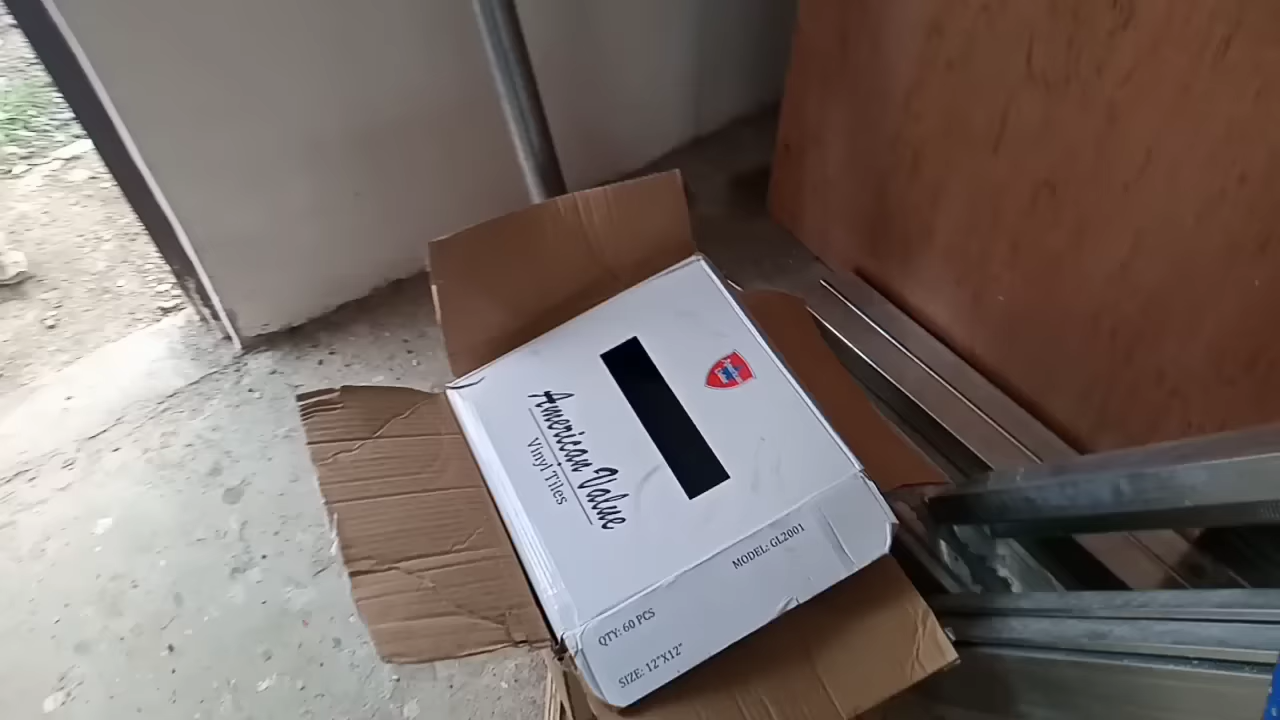 American Value
Vinyl Tiles
MODEL: GL2001
QTY: 60 PCS
SIZE: 12"X12"